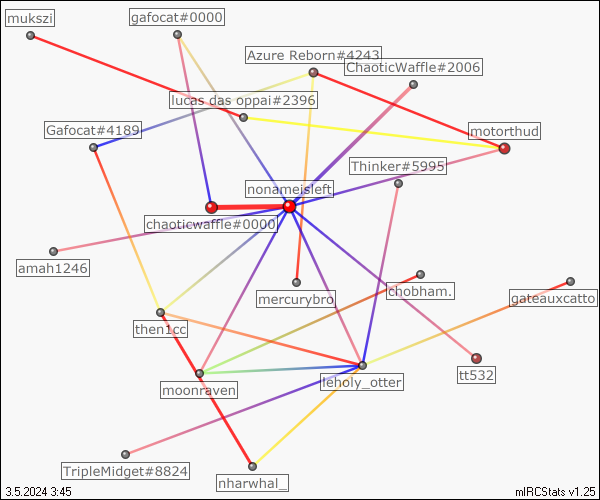 mukszi
gafocat#0000
Azure Reborn#4243
ChaoticWaffle#2006
lucas das oppai#2396
Gafocat#4189
motorthud
Thinker#5995
nonameisleft
chaoticwaffle#0000
amah1246
mercurybro
chobham.
gateauxcatto
then1cc
moonraven
leholy_otter
tt532
TripleMidget#8824
nharwhal_
3.5.2024 3:45
mIRCStats v1.25